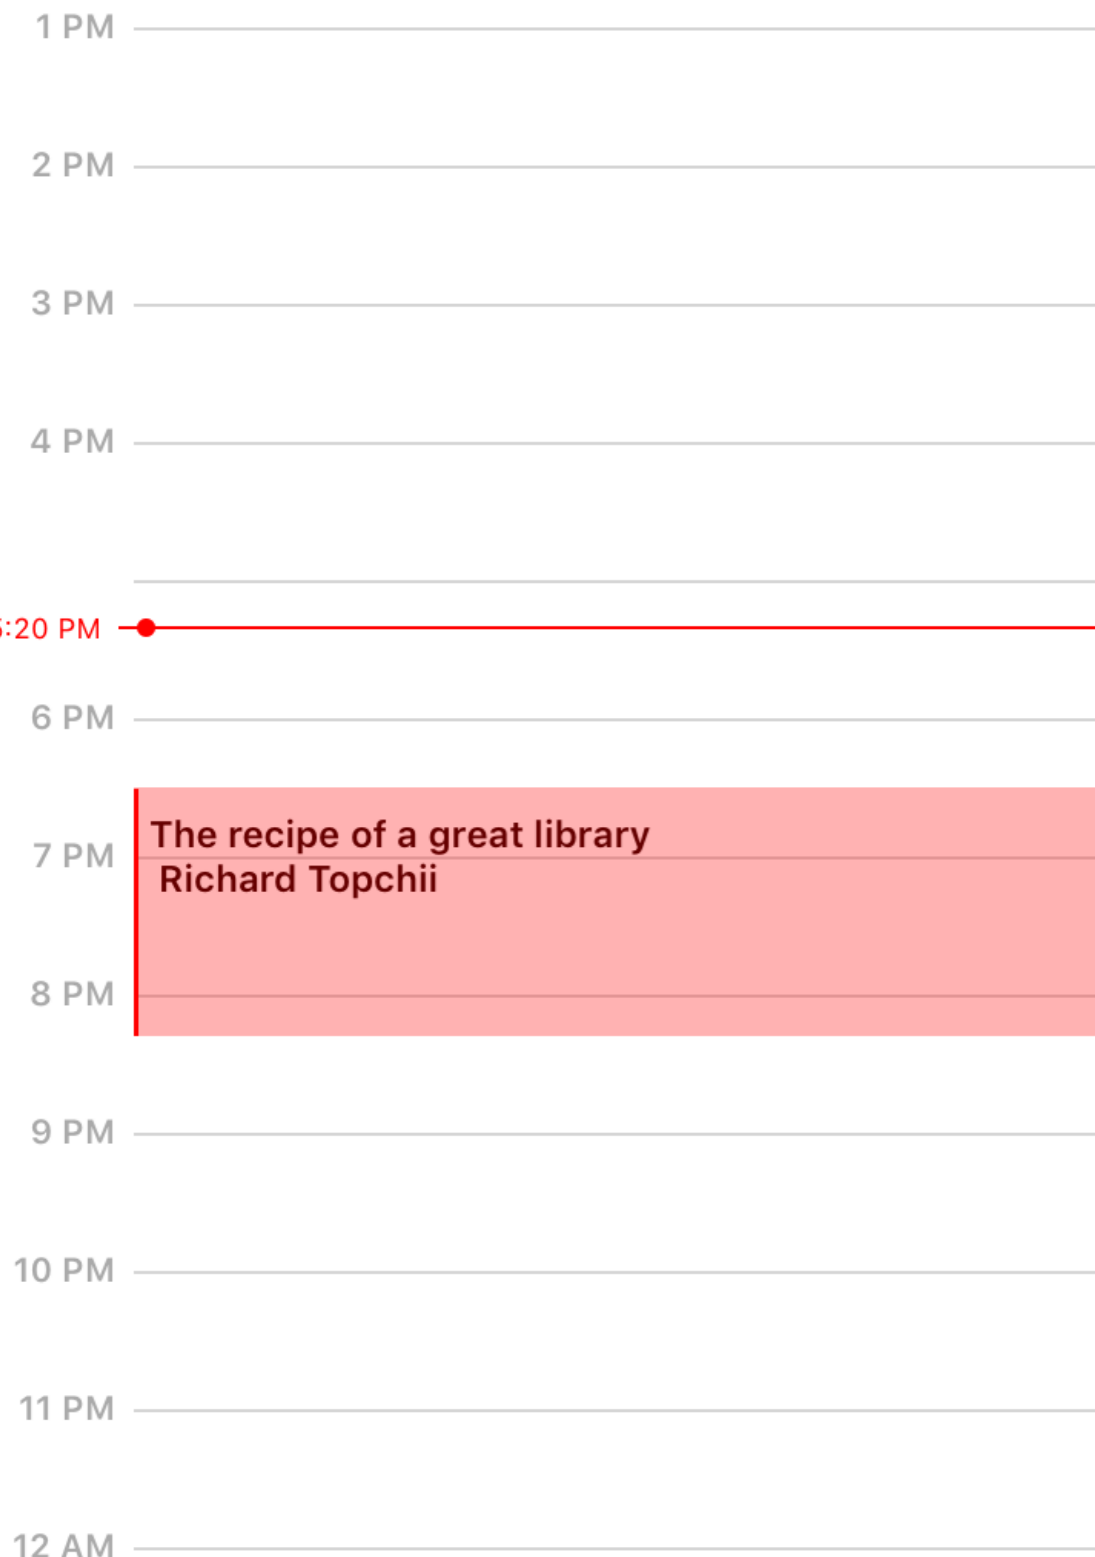 1 PM
2 PM
3 PM
4 PM
:20 PM
6 PM
The recipe of a great library
7 PM
Richard Topchii
8 PM
9 PM
10 PM
11 PM
12 AM